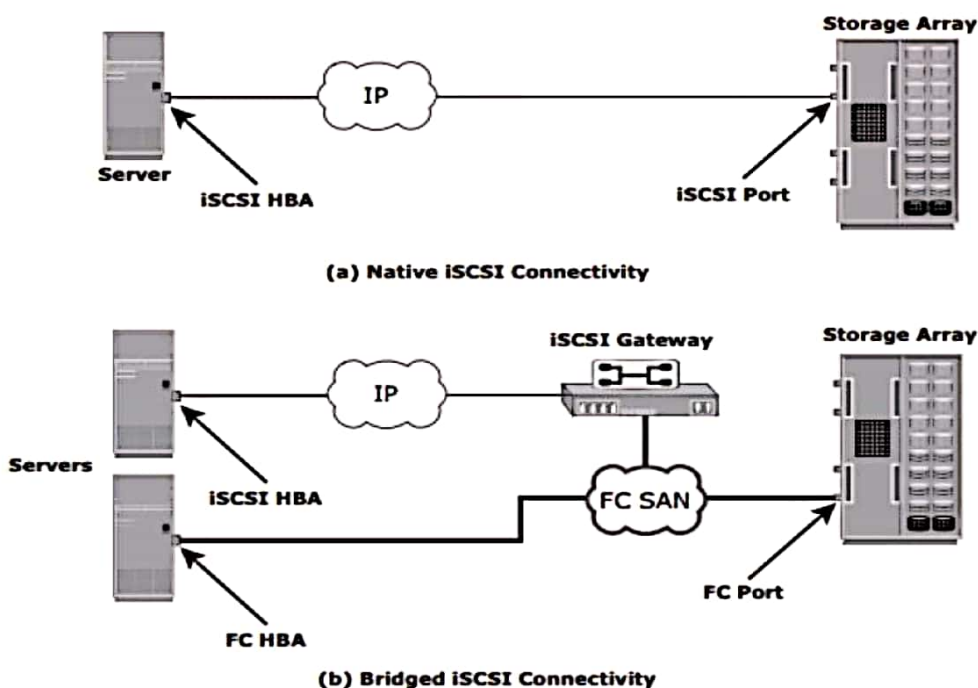 Storage Array
IP
Server
iSCSI HBA
iSCSI Port
(a) Native iSCSI Connectivity
iSCSI Gateway
Storage Array
IP
Servers
iSCSI HBA
FC SAN
FC HBA
FC Port
(b) Bridged iSCSI Connectivity